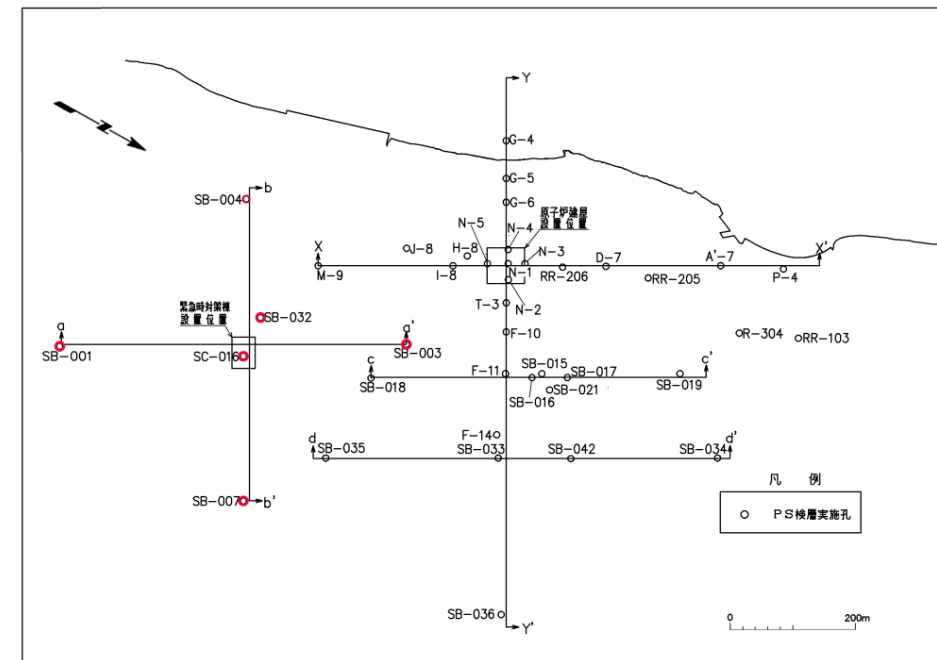 Y
G-4
G-5
b
SB-004
G-6
原子炉建屋
設置位置
N-5
N-4
J-8
H-8
X
N-3
X'
M-9
I-8
N-1
RR-206
D-7
A'-7
P-4
RR-205
N-2
緊急時対策棟
設置位置
T-3
SB-032
a
a'
F-10
R-304
RR-103
SB-001
SC-016
SB-003
c
F-11
SB-015
c'
SB-018
SB-017
SB-019
SB-016
SB-021
F-14
d
d'
SB-035
SB-033
SB-042
SB-034
凡 例
SB-007
b'
PS検層実施孔
SB-036
0
200m
Y'